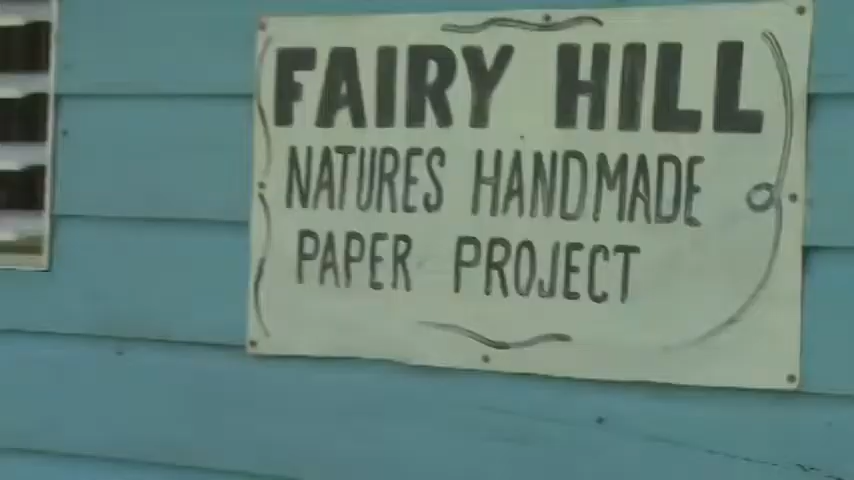 FAIRY HILL
NATURES HANDMADE
PAPER PROJECT